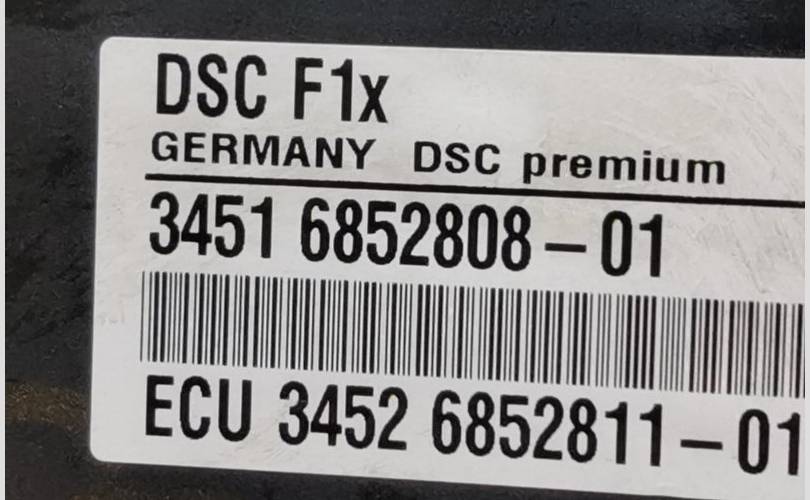 DSC F1x
GERMANY DSC premium
3451 6852808-01
ECU 3452 6852811-01